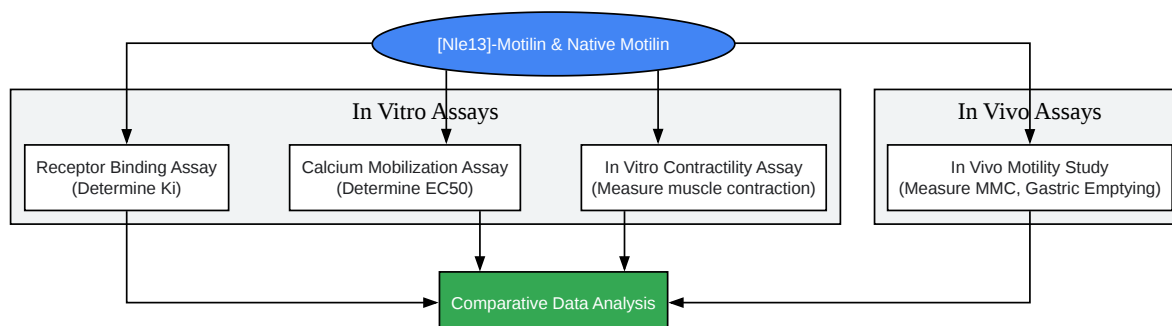 [Nle13]-Motilin & Native Motilin
In Vitro Assays
In Vivo Assays
Receptor Binding Assay
(Determine Ki)
Calcium Mobilization Assay
(Determine EC50)
In Vitro Contractility Assay
(Measure muscle contraction)
In Vivo Motility Study
(Measure MMC, Gastric Emptying)
Comparative Data Analysis